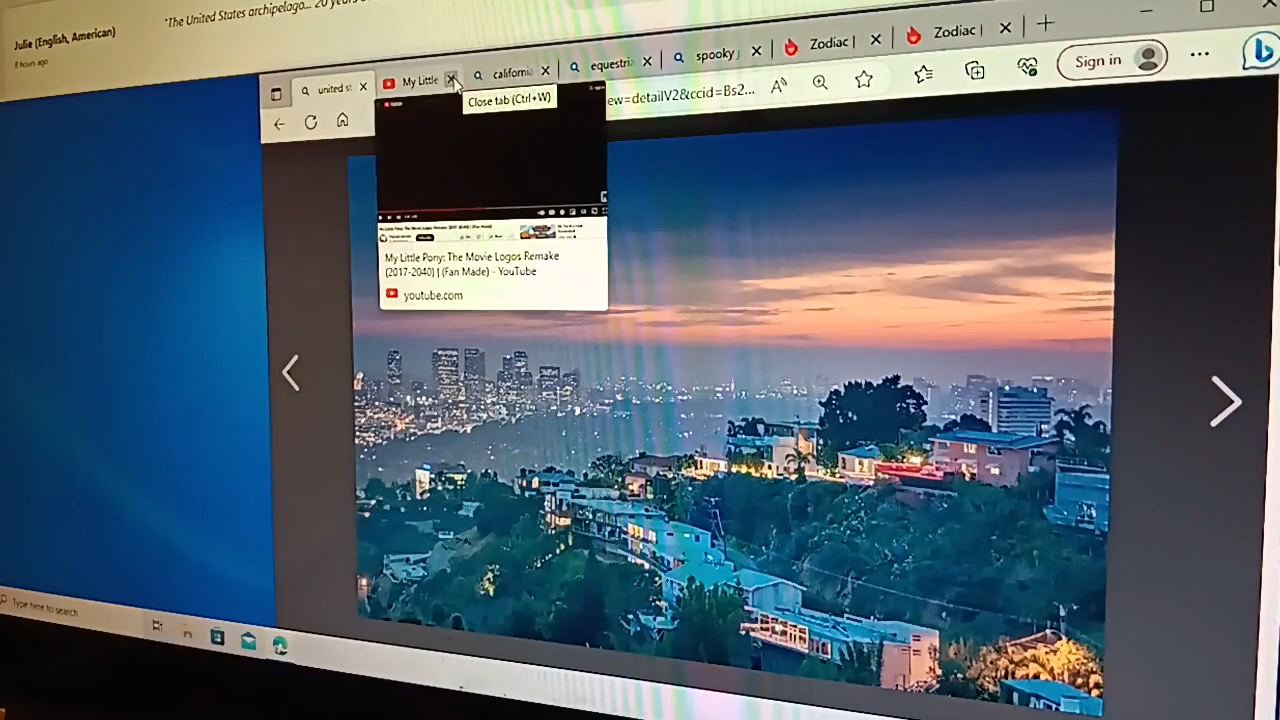 "The United States archipelago... 20 years
Julie (English, American)
8 hours ago
united st
My Little
california
equestria
spooky j
Zodiac |
Zodiac |
Close tab (Ctrl+W)
ew=detailV2&ccid=Bs2...
Sign in
My Little Pony: The Movie Logos Remake
(2017-2040) | (Fan Made) - YouTube
youtube.com
Type here to search